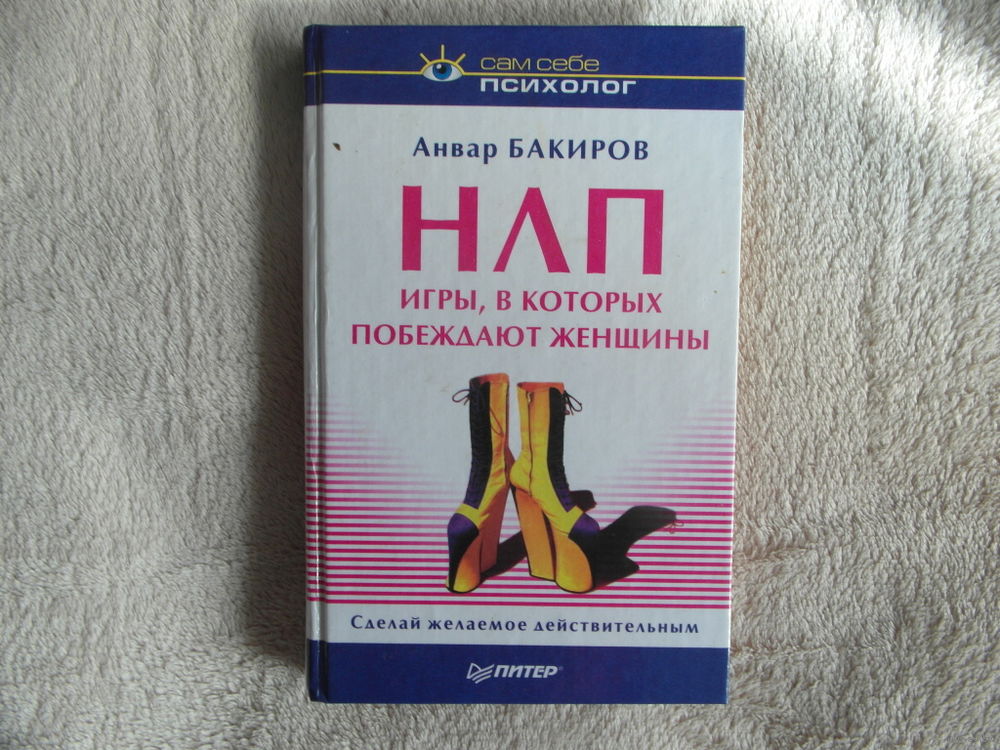 сам себе
ПСИХОЛОГ
Анвар БАКИРОВ
НЛП
ИГРЫ, В КОТОРЫХ
ПОБЕЖДАЮТ ЖЕНЩИНЫ
Сделай желаемое действительным
ПИТЕР®